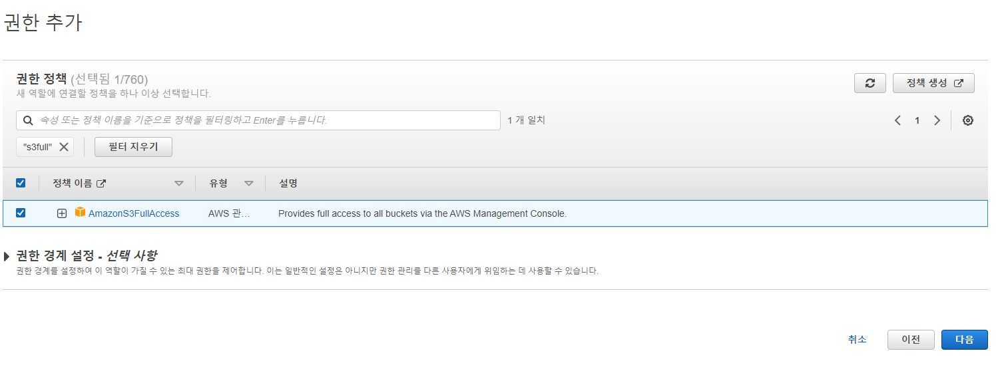 권한 추가
권한 정책 (선택됨 1/760)
새 역할에 연결할 정책을 하나 이상 선택합니다.
정책 생성
속성 또는 정책 이름을 기준으로 정책을 필터링하고 Enter를 누릅니다.
1 개 일치
1
"s3full"
필터 지우기
정책 이름 유형 설명
AmazonS3FullAccess AWS 관... Provides full access to all buckets via the AWS Management Console.
권한 경계 설정 - 선택 사항
권한 경계를 설정하여 이 역할이 가질 수 있는 최대 권한을 제어합니다. 이는 일반적인 설정은 아니지만 권한 관리를 다른 사용자에게 위임하는 데 사용할 수 있습니다.
취소 이전 다음